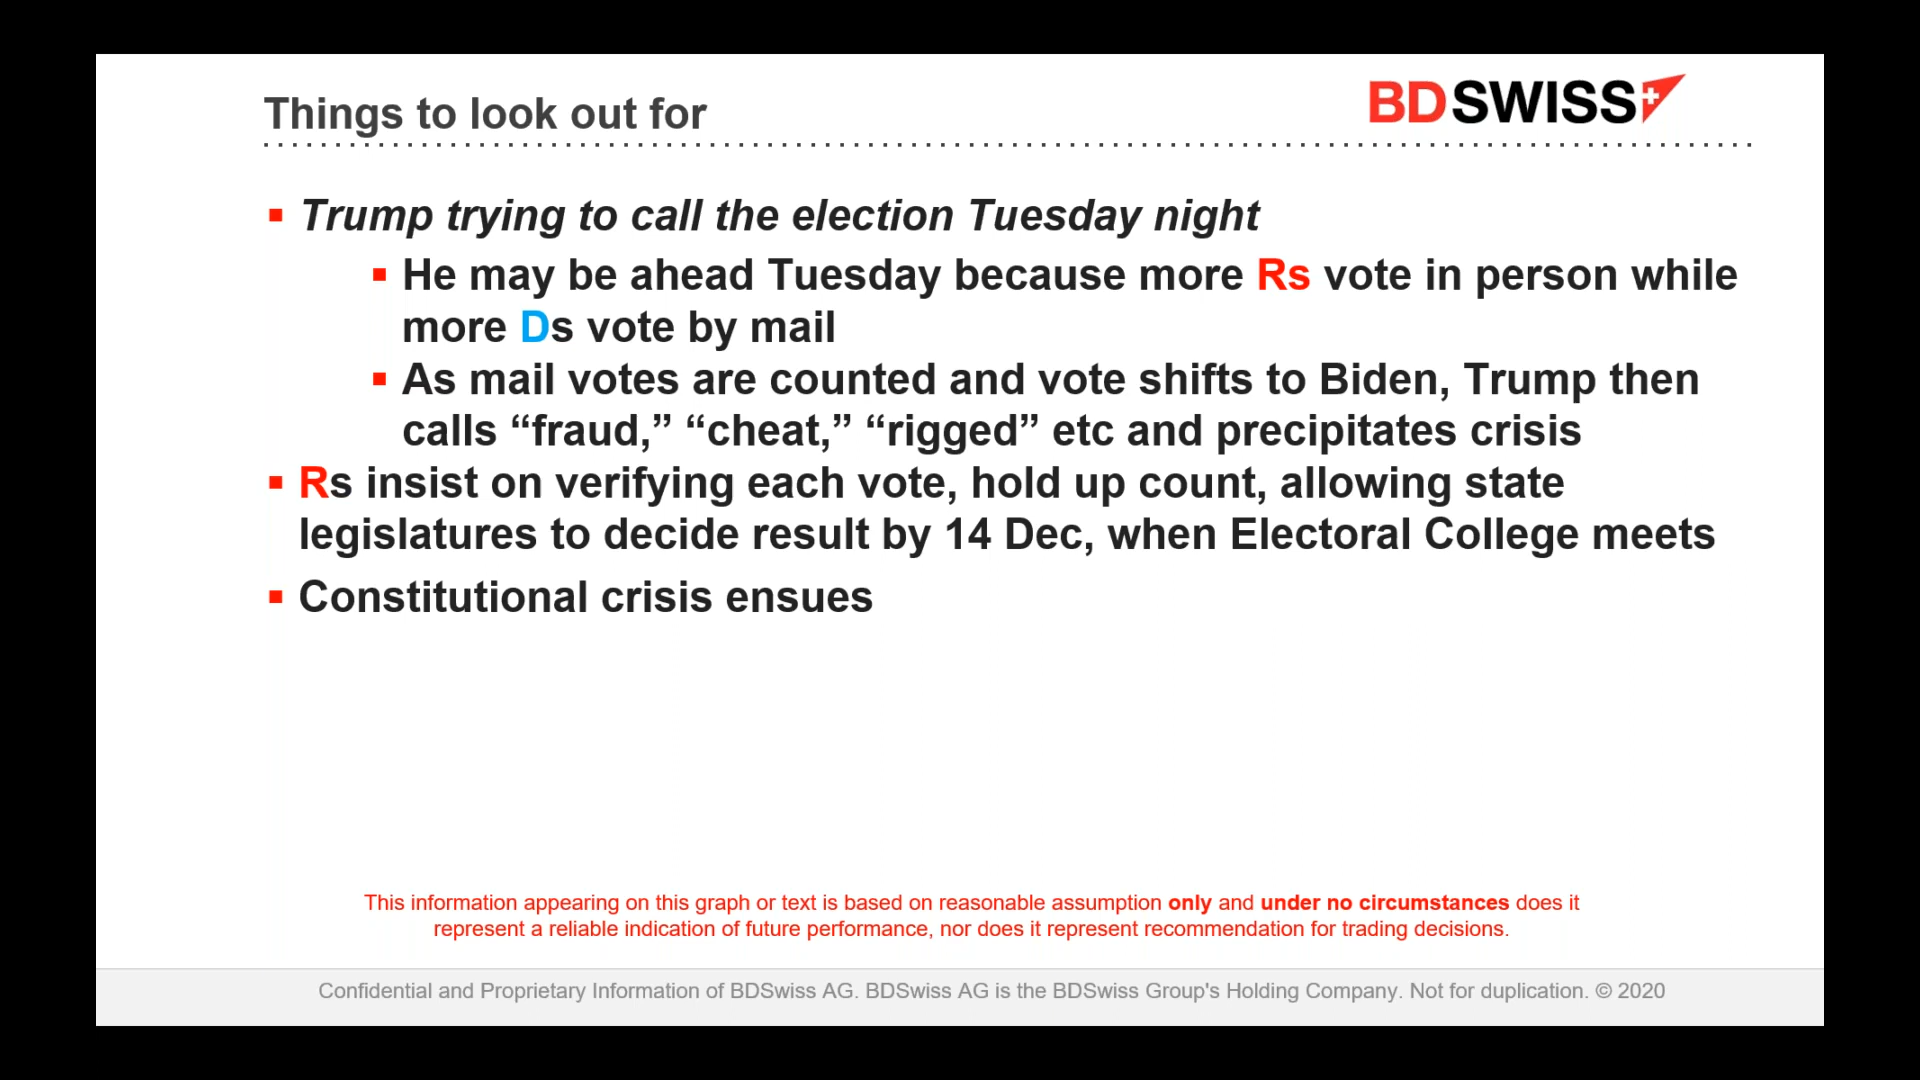 Things to look out for
BDSWISS
Trump trying to call the election Tuesday night
He may be ahead Tuesday because more Rs vote in person while
more Ds vote by mail
As mail votes are counted and vote shifts to Biden, Trump then
calls “fraud,” “cheat,” “rigged” etc and precipitates crisis
Rs insist on verifying each vote, hold up count, allowing state
legislatures to decide result by 14 Dec, when Electoral College meets
Constitutional crisis ensues
This information appearing on this graph or text is based on reasonable assumption only and under no circumstances does it
represent a reliable indication of future performance, nor does it represent recommendation for trading decisions.
Confidential and Proprietary Information of BDSwiss AG. BDSwiss AG is the BDSwiss Group's Holding Company. Not for duplication. © 2020